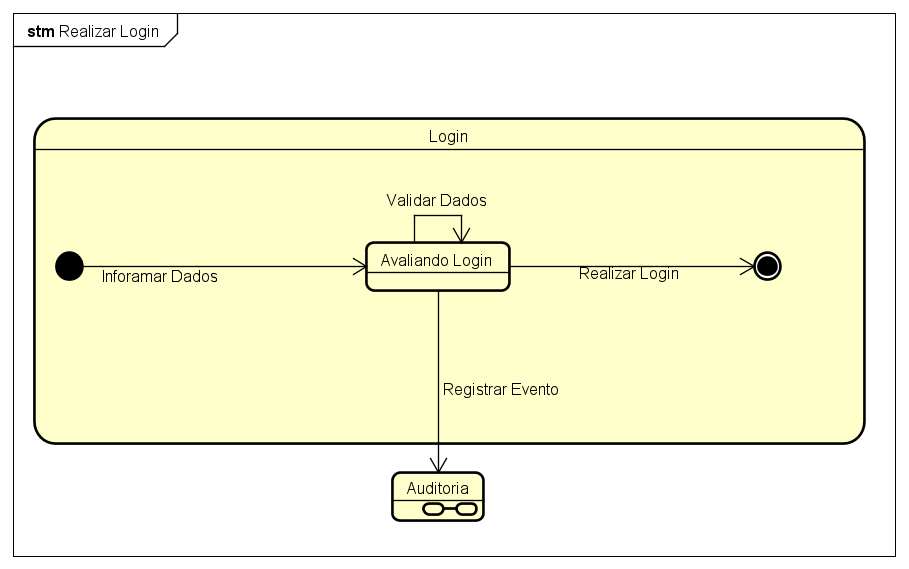 stm Realizar Login
Login
Validar Dados
Avaliando Login
Inforamar Dados
Realizar Login
Registrar Evento
Auditoria